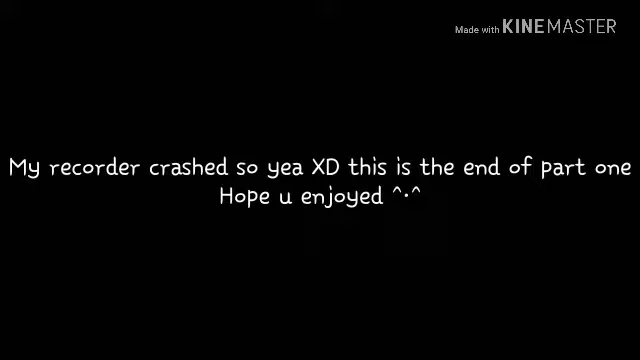 Made with KINEMASTER
My recorder crashed so yea XD this is the end of part one
Hope u enjoyed ^•^